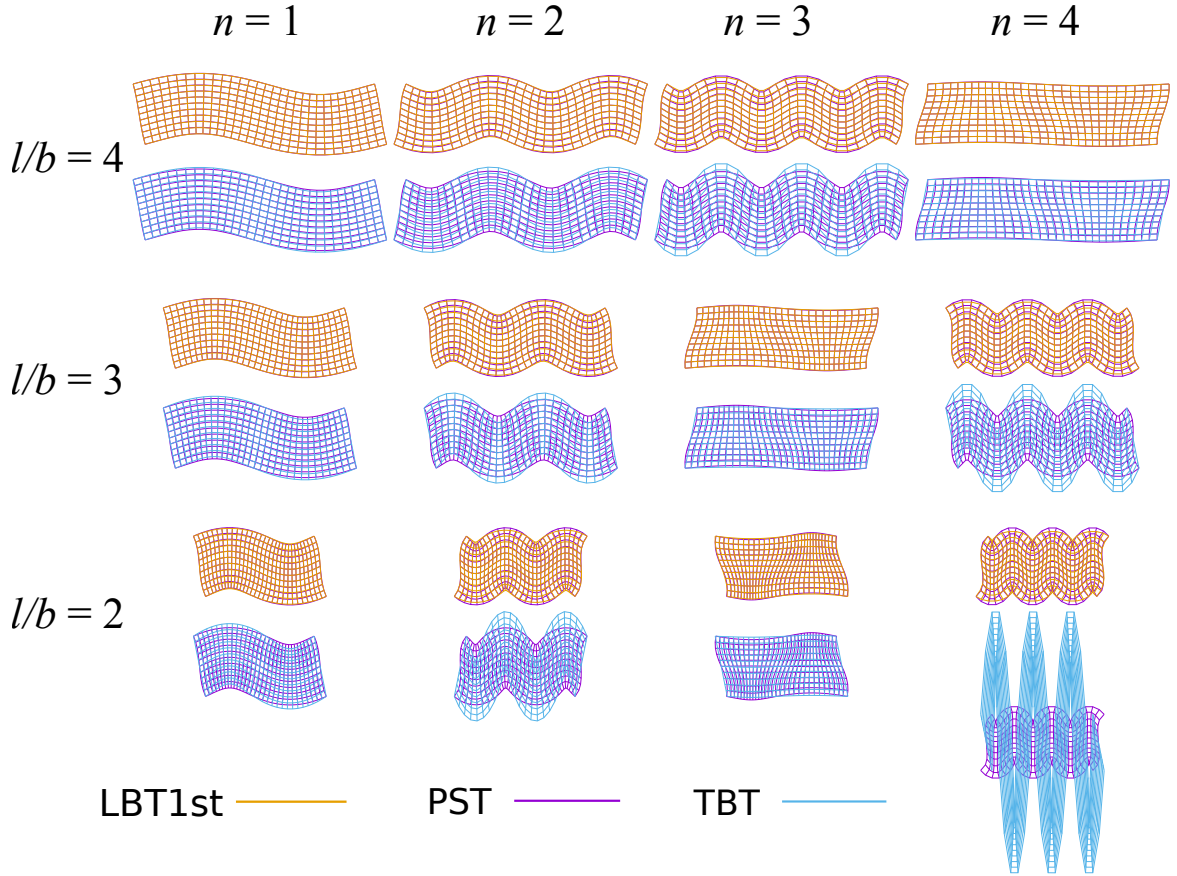 n = 1 n = 2 n = 3 n = 4
l/b = 4
l/b = 3
l/b = 2
LBT1st PST TBT